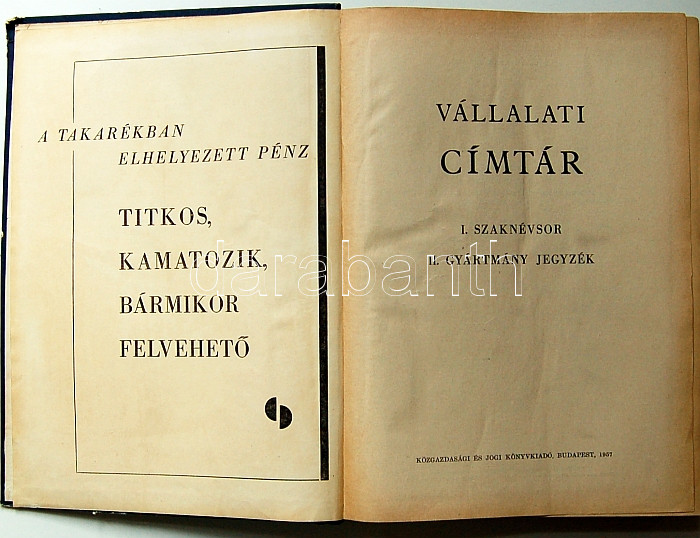 A TAKARÉKBAN
ELHELYEZETT PÉNZ
TITKOS,
KAMATOZIK,
BÁRMIKOR
FELVEHETŐ
VÁLLALATI
CÍMTÁR
I. SZAKNÉVSOR
II. GYÁRTMÁNY JEGYZÉK
KÖZGAZDASÁGI ÉS JOGI KÖNYVKIADÓ, BUDAPEST, 1957
darabanth